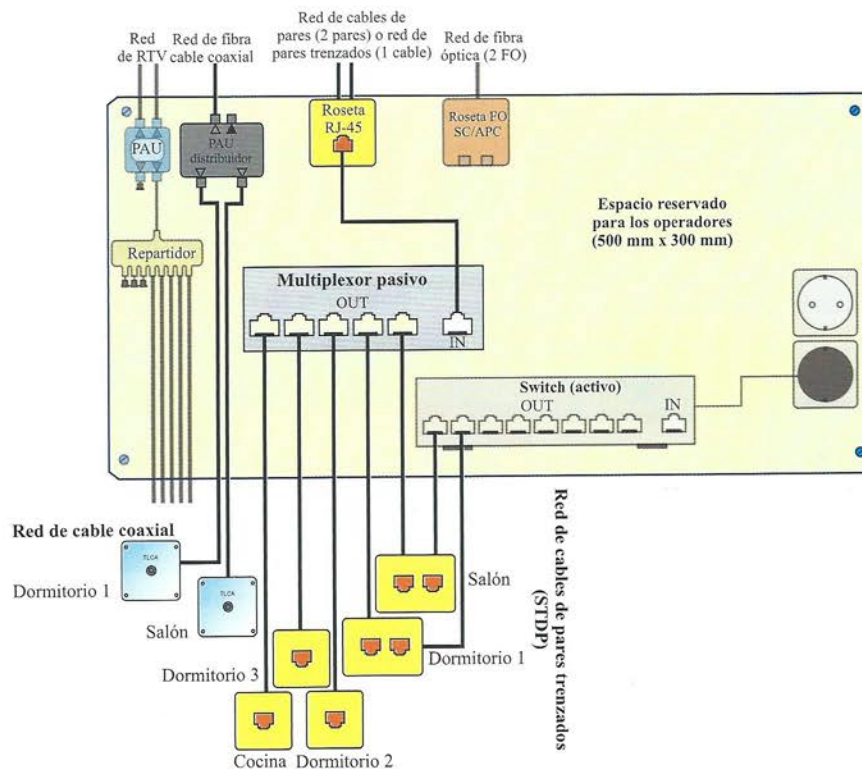 Red
de RTV
Red de fibra
cable coaxial
Red de cables de
pares (2 pares) o red de
pares trenzados (1 cable)
Red de fibra
óptica (2 FO)
PAU
PAU
distribuidor
Roseta
RJ-45
Roseta FO
SC/APC
Espacio reservado
para los operadores
(500 mm x 300 mm)
Repartidor
Multiplexor pasivo
OUT
IN
Switch (activo)
OUT
IN
Red de cable coaxial
TLCA
Dormitorio 1
TLCA
Salón
Salón
Dormitorio 1
Dormitorio 3
Cocina
Dormitorio 2
Red de cables de pares trenzados
(STDP)